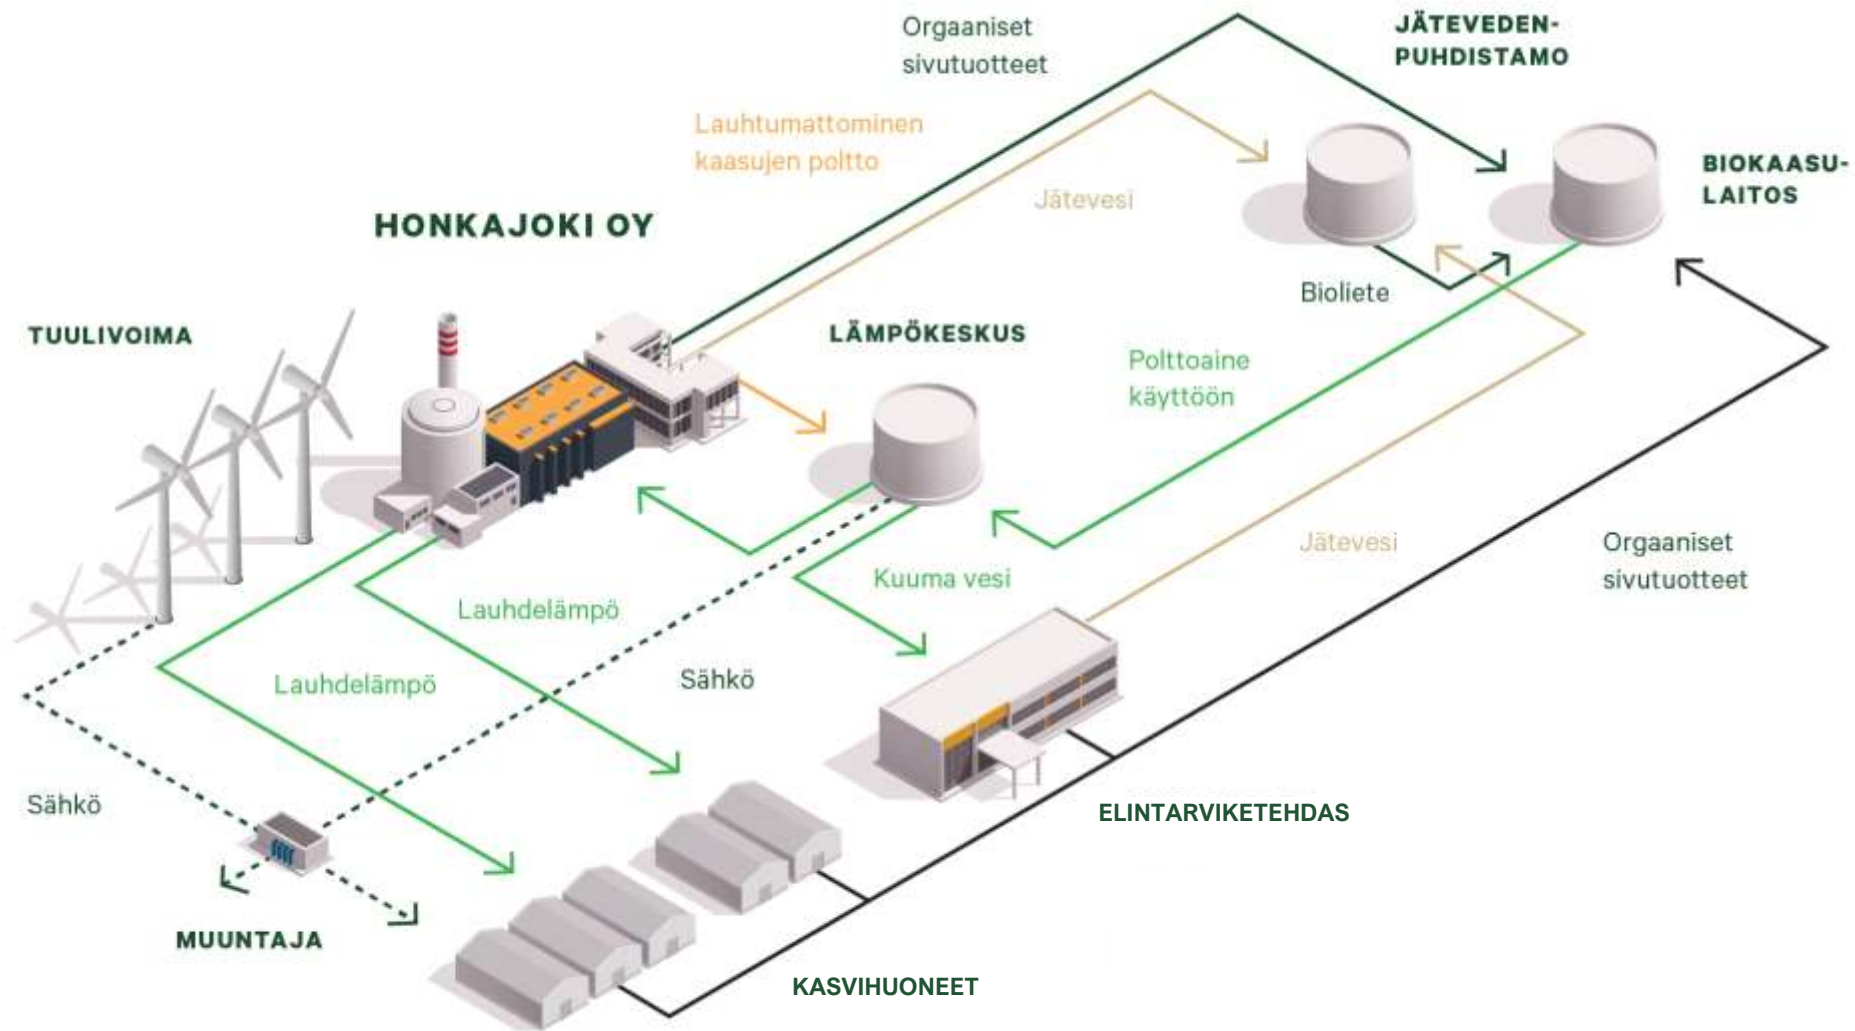 Orgaaniset
sivutuotteet
JÄTEVEDEN-
PUHDISTAMO
Lauhtumattominen
kaasujen poltto
BIOKAASU-
LAITOS
Jätevesi
HONKAJOKI OY
Bioliete
TUULIVOIMA
LÄMPÖKESKUS
Polttoaine
käyttöön
Jätevesi
Orgaaniset
sivutuotteet
Kuuma vesi
Lauhdelämpö
Lauhdelämpö
Sähkö
Sähkö
ELINTARVIKETEHDAS
MUUNTAJA
KASVIHUONEET